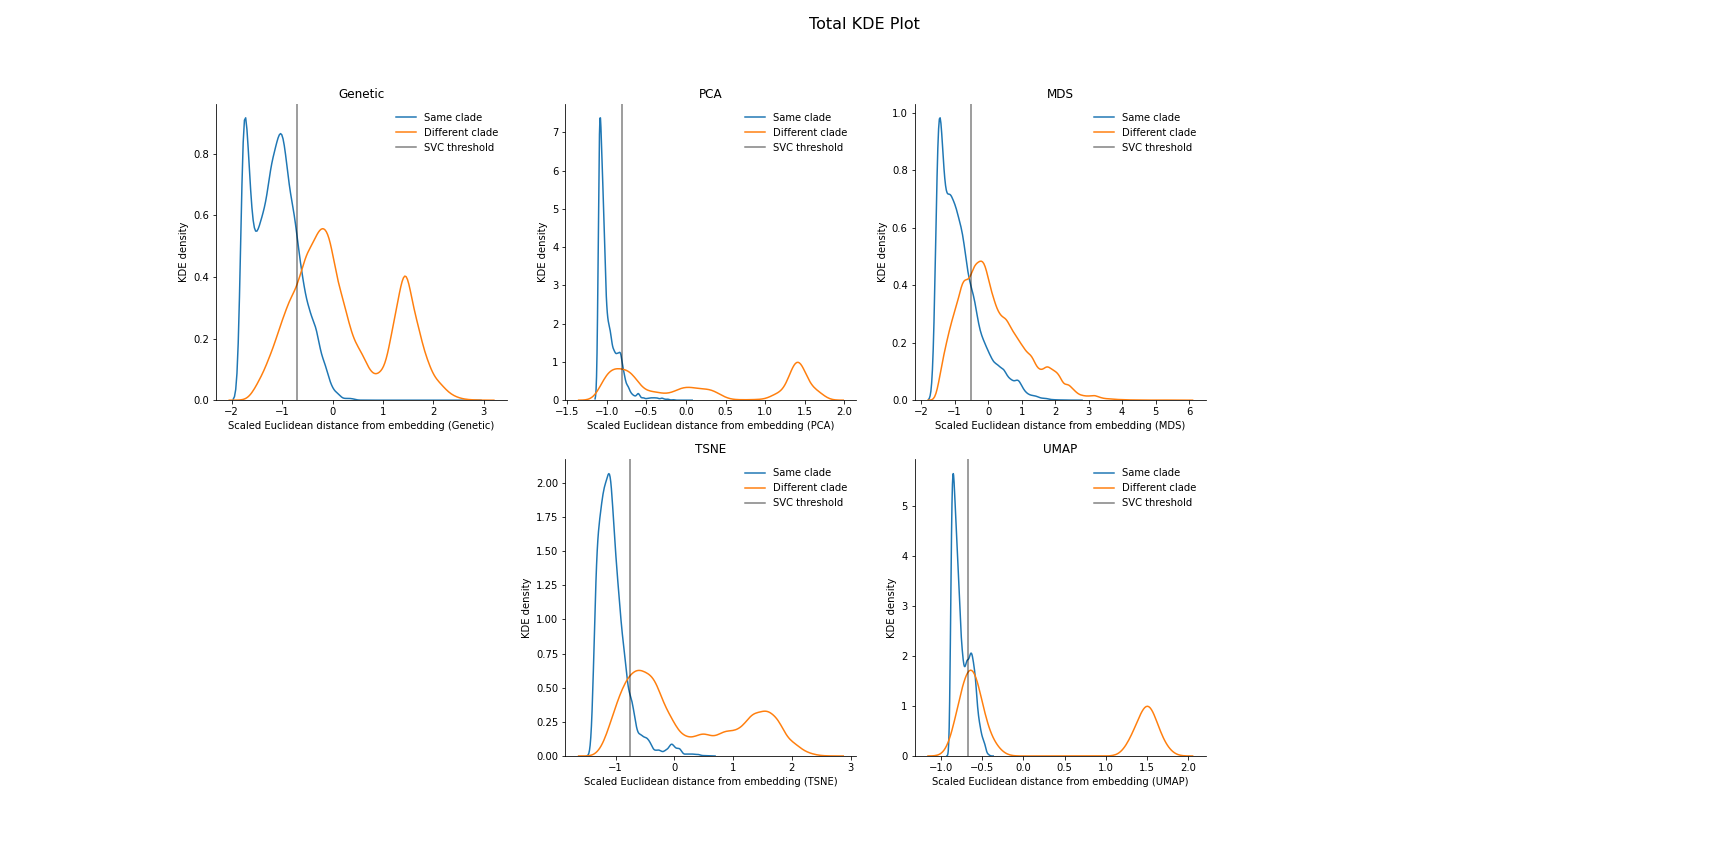 Total KDE Plot
Genetic
Same clade
Different clade
SVC threshold
KDE density
0.0
0.2
0.4
0.6
0.8
−2
−1
0
1
2
3
Scaled Euclidean distance from embedding (Genetic)
PCA
Same clade
Different clade
SVC threshold
KDE density
0
1
2
3
4
5
6
7
−1.5
−1.0
−0.5
0.0
0.5
1.0
1.5
2.0
Scaled Euclidean distance from embedding (PCA)
MDS
Same clade
Different clade
SVC threshold
KDE density
0.0
0.2
0.4
0.6
0.8
1.0
−2
−1
0
1
2
3
4
5
6
Scaled Euclidean distance from embedding (MDS)
TSNE
Same clade
Different clade
SVC threshold
KDE density
0.00
0.25
0.50
0.75
1.00
1.25
1.50
1.75
2.00
−1
0
1
2
3
Scaled Euclidean distance from embedding (TSNE)
UMAP
Same clade
Different clade
SVC threshold
KDE density
0
1
2
3
4
5
−1.0
−0.5
0.0
0.5
1.0
1.5
2.0
Scaled Euclidean distance from embedding (UMAP)